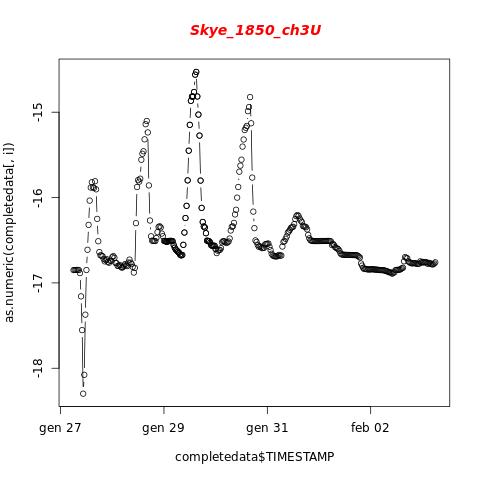 Skye_1850_ch3U
as.numeric(completedata[, i])
-15
-16
-17
-18
gen 27
gen 29
gen 31
feb 02
completedata$TIMESTAMP